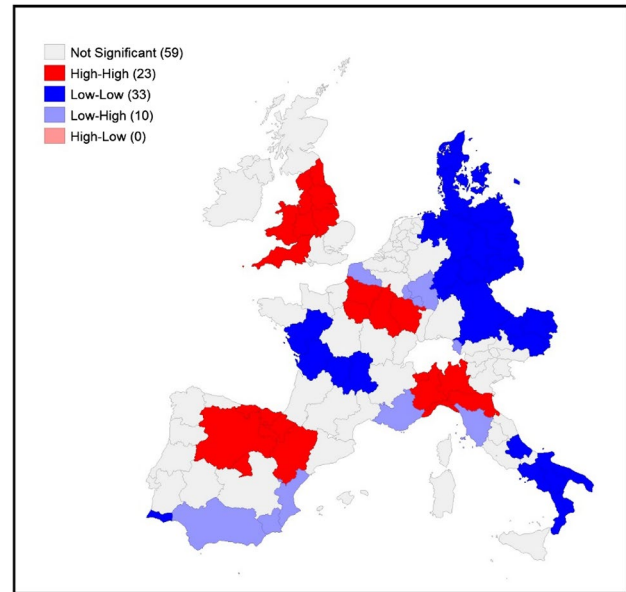 Not Significant (59)
High-High (23)
Low-Low (33)
Low-High (10)
High-Low (0)